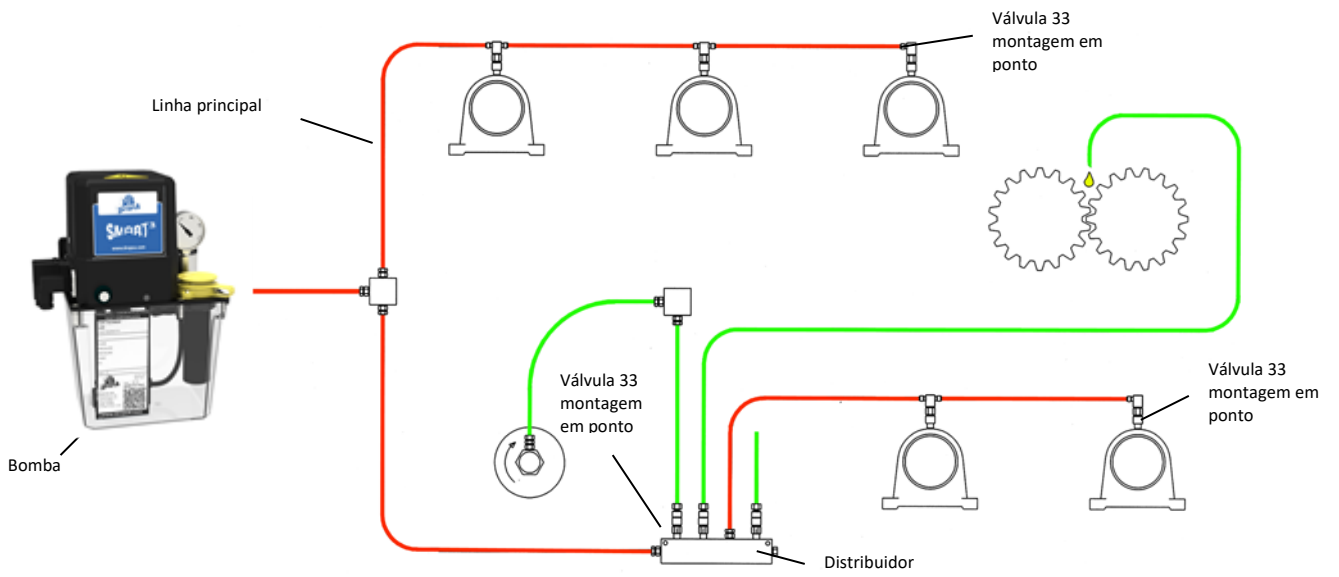 Válvula 33
montagem em
ponto
Linha principal
SMART³
Válvula 33
montagem
em ponto
Válvula 33
montagem em
ponto
Bomba
Distribuidor